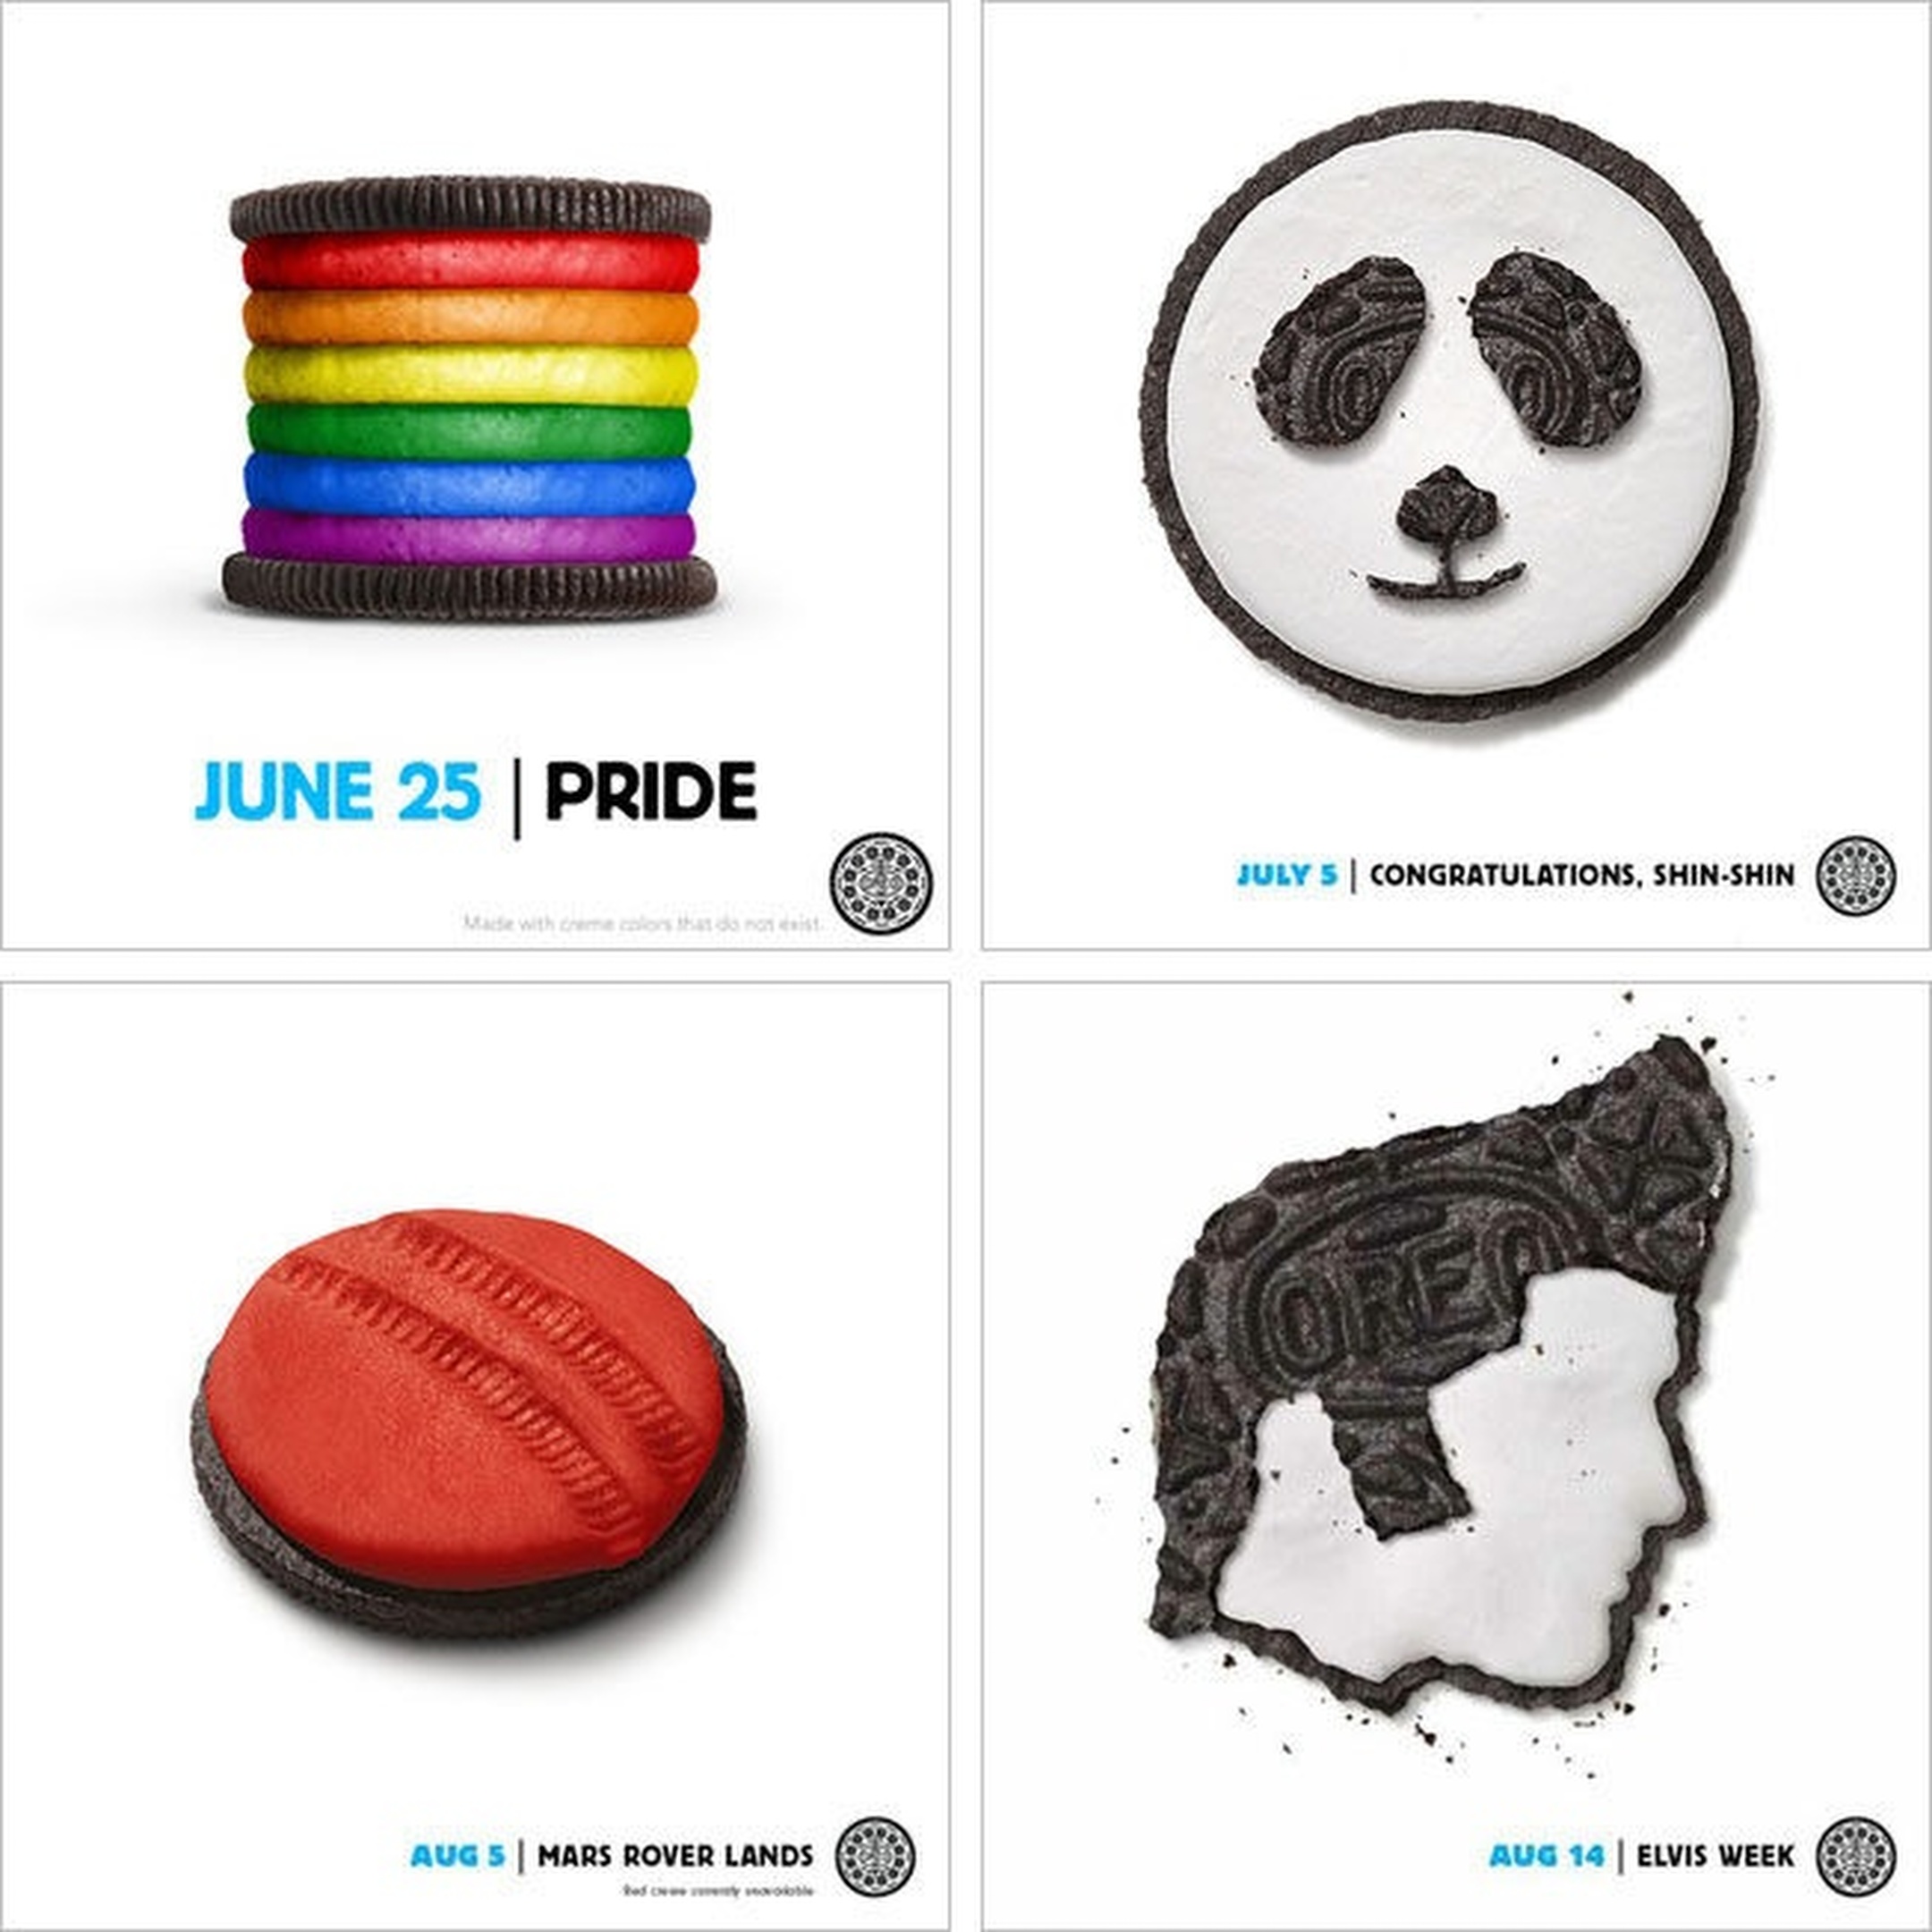 JUNE 25 | PRIDE
Made with creme colors that do not exist.
JULY 5 | CONGRATULATIONS, SHIN-SHIN
AUG 5 | MARS ROVER LANDS
Red creme currently unavailable
OREO
AUG 14 | ELVIS WEEK